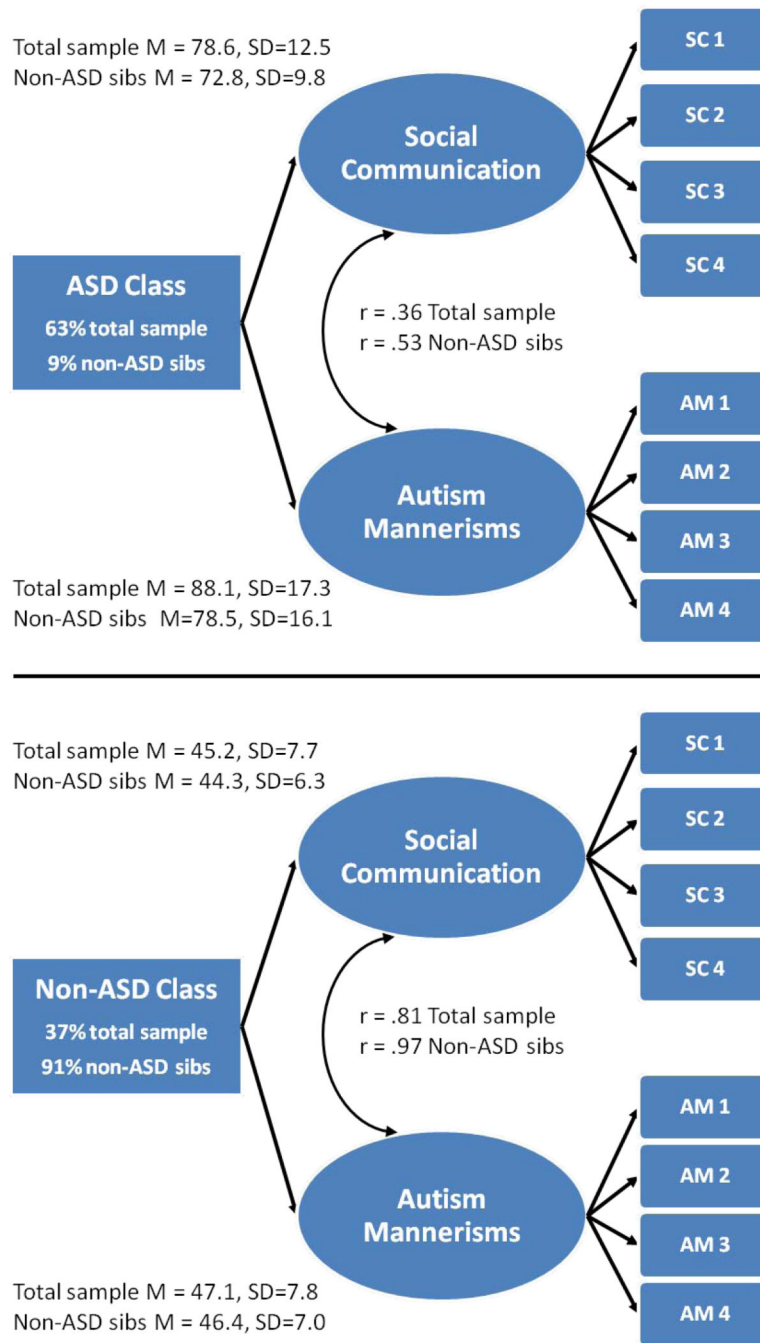 Total sample M = 78.6, SD=12.5
Non-ASD sibs M = 72.8, SD=9.8
Social
Communication
SC 1
SC 2
SC 3
SC 4
ASD Class
63% total sample
9% non-ASD sibs
r = .36 Total sample
r = .53 Non-ASD sibs
Autism
Mannerisms
AM 1
AM 2
AM 3
AM 4
Total sample M = 88.1, SD=17.3
Non-ASD sibs M=78.5, SD=16.1
Total sample M = 45.2, SD=7.7
Non-ASD sibs M = 44.3, SD=6.3
Social
Communication
SC 1
SC 2
SC 3
SC 4
Non-ASD Class
37% total sample
91% non-ASD sibs
r = .81 Total sample
r = .97 Non-ASD sibs
Autism
Mannerisms
AM 1
AM 2
AM 3
AM 4
Total sample M = 47.1, SD=7.8
Non-ASD sibs M = 46.4, SD=7.0